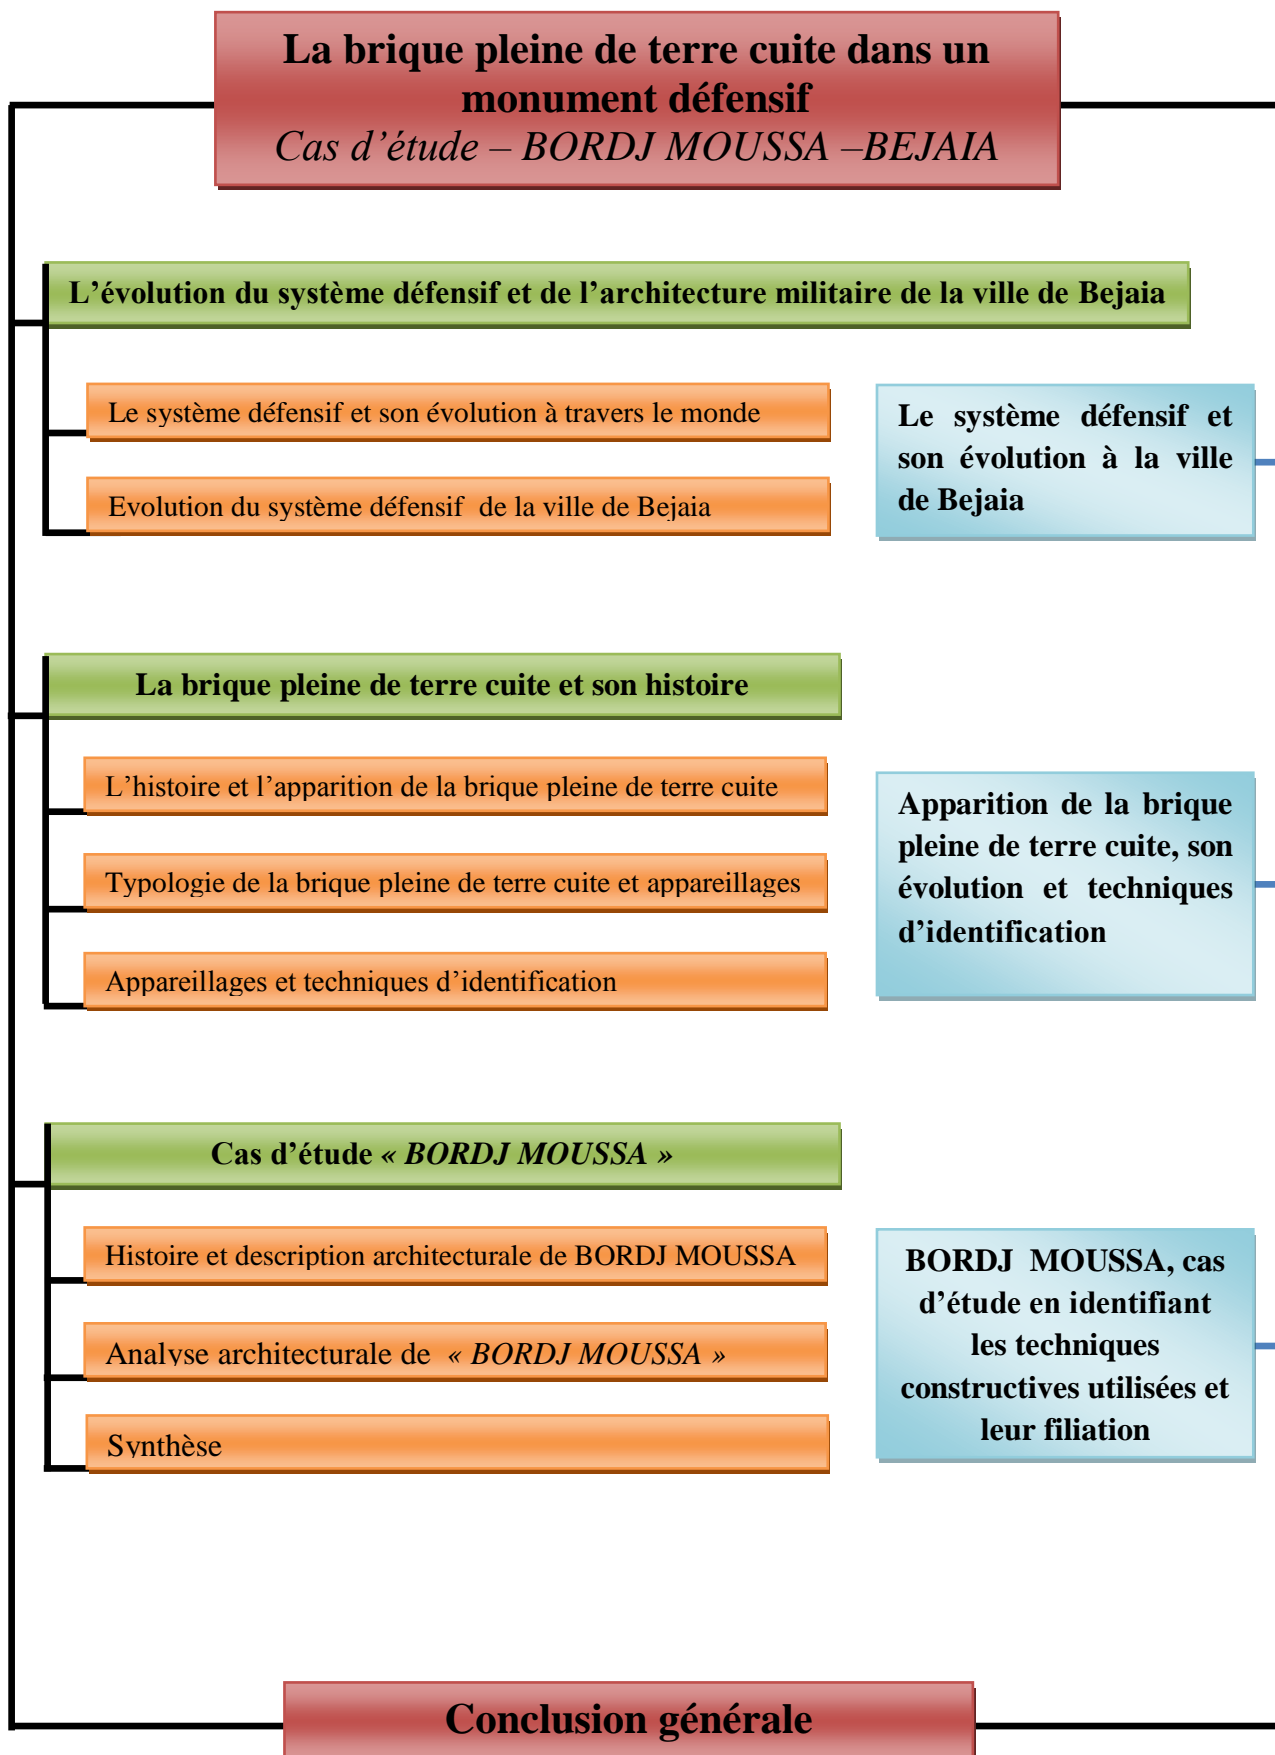 La brique pleine de terre cuite dans un
monument défensif
Cas d’étude – BORDJ MOUSSA –BEJAIA
L’évolution du système défensif et de l’architecture militaire de la ville de Bejaia
Le système défensif et son évolution à travers le monde
Evolution du système défensif de la ville de Bejaia
Le système défensif et
son évolution à la ville
de Bejaia
La brique pleine de terre cuite et son histoire
L’histoire et l’apparition de la brique pleine de terre cuite
Typologie de la brique pleine de terre cuite et appareillages
Appareillages et techniques d’identification
Apparition de la brique
pleine de terre cuite, son
évolution et techniques
d’identification
Cas d’étude « BORDJ MOUSSA »
Histoire et description architecturale de BORDJ MOUSSA
Analyse architecturale de « BORDJ MOUSSA »
Synthèse
BORDJ MOUSSA, cas
d’étude en identifiant
les techniques
constructives utilisées et
leur filiation
Conclusion générale